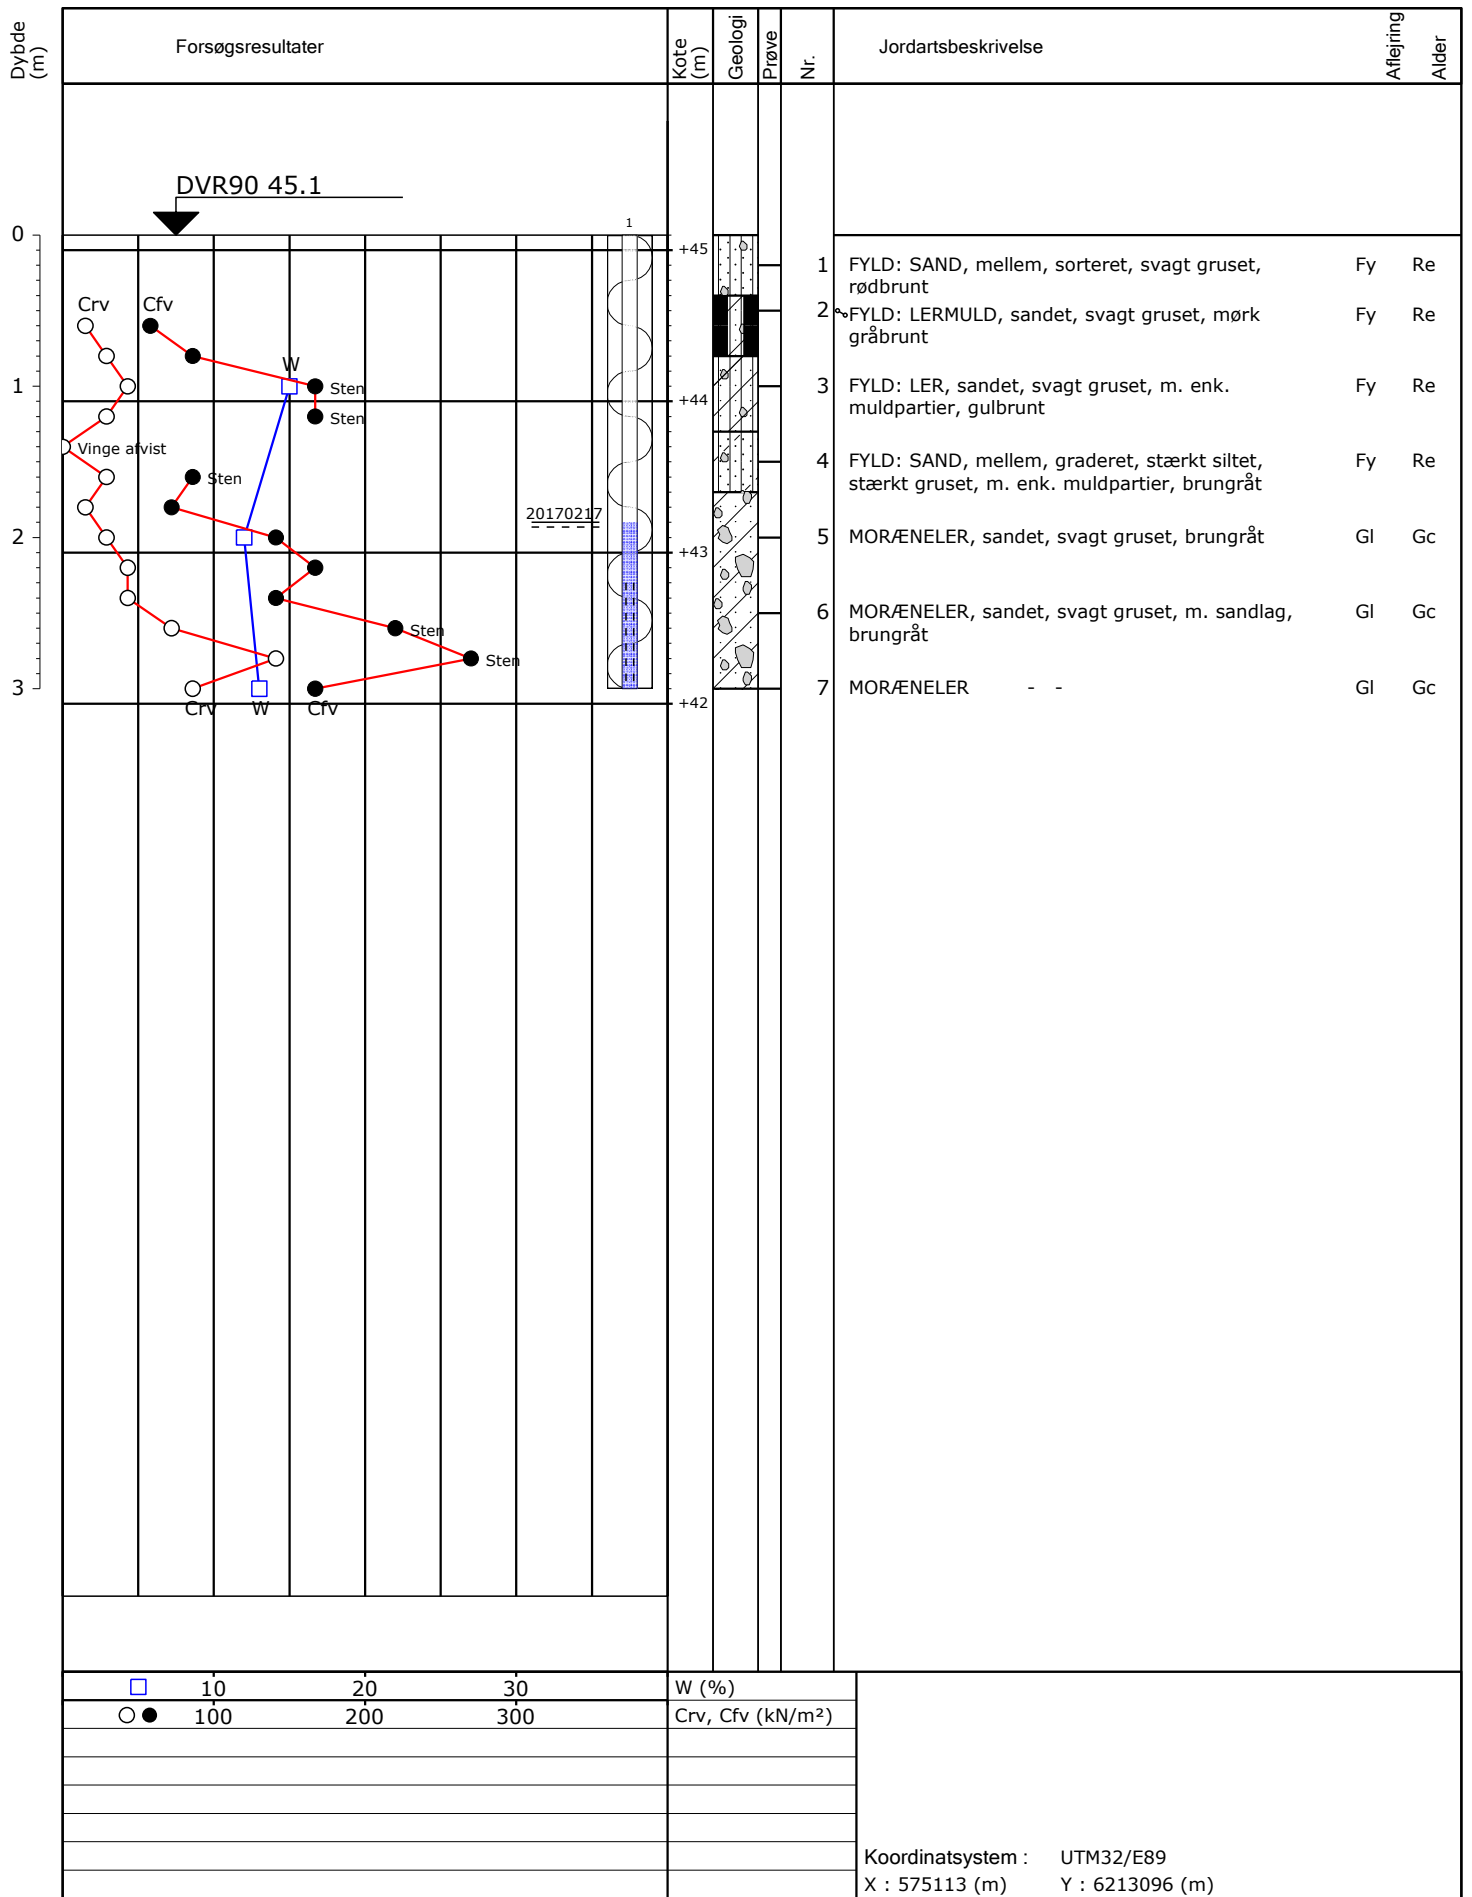 Dybde (m)
Forsøgsresultater
Kote (m)
Geologi
Prøve
Nr.
Jordartsbeskrivelse
Aflejring
Alder
DVR90 45.1
0
1
+45
1 FYLD: SAND, mellem, sorteret, svagt gruset, Fy Re
rødbrunt
Crv Cfv
2 FYLD: LERMULD, sandet, svagt gruset, mørk Fy Re
gråbrunt
W
1
Sten
3 FYLD: LER, sandet, svagt gruset, m. enk. Fy Re
muldpartier, gulbrunt
+44
Sten
Vinge afvist
4 FYLD: SAND, mellem, graderet, stærkt siltet, Fy Re
stærkt gruset, m. enk. muldpartier, brungråt
Sten
20170217
2
5 MORÆNELER, sandet, svagt gruset, brungråt Gl Gc
+43
6 MORÆNELER, sandet, svagt gruset, m. sandlag, Gl Gc
brungråt
Sten
Sten
3
7 MORÆNELER - - Gl Gc
Crv W Cfv
+42
10 20 30 W (%)
100 200 300 Crv, Cfv (kN/m²)
Koordinatsystem : UTM32/E89
X : 575113 (m) Y : 6213096 (m)